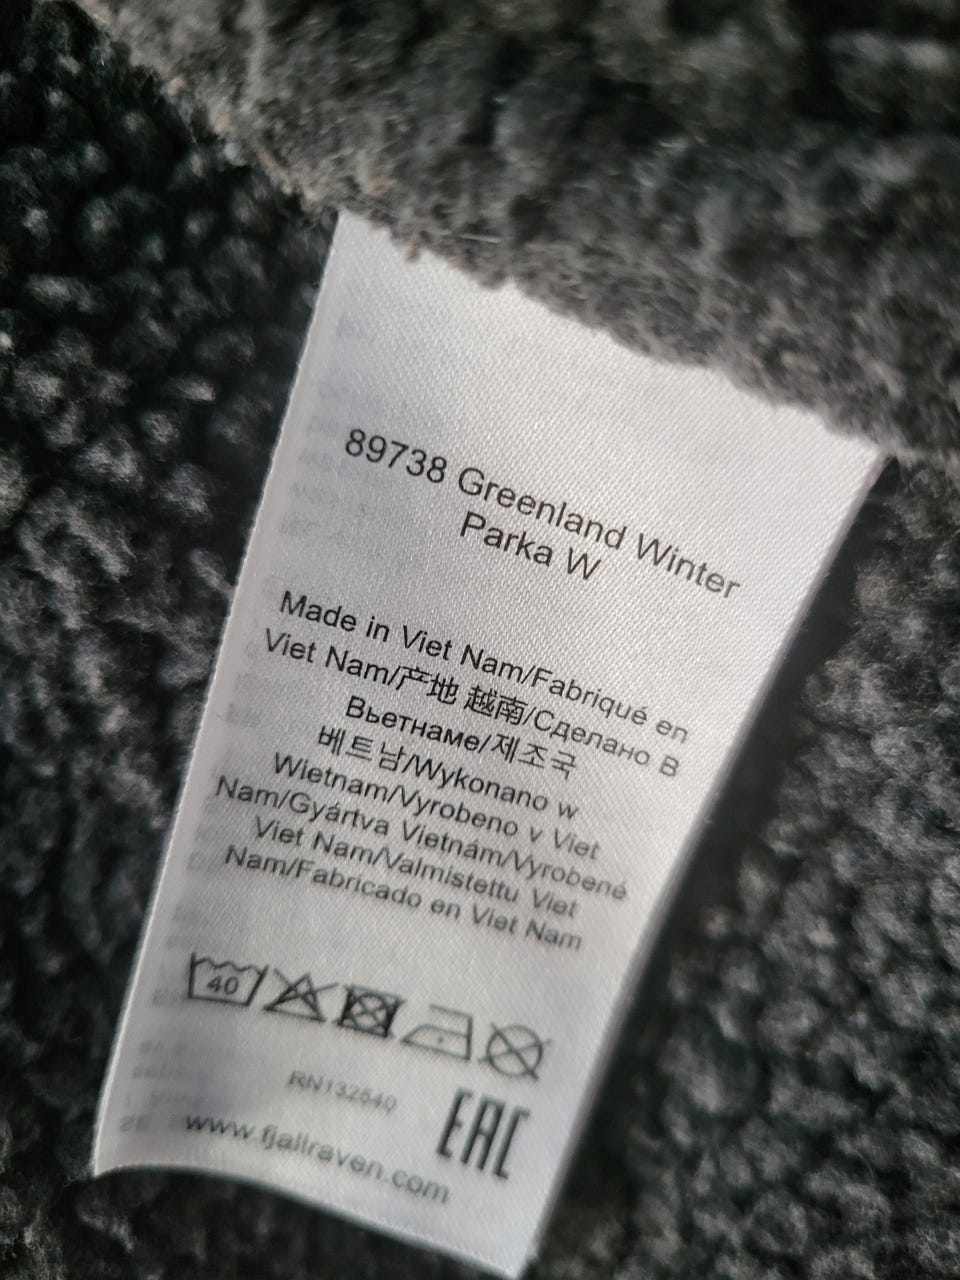 89738 Greenland Winter
Parka W
Made in Viet Nam/Fabriqué en
Viet Nam/产地 越南/Сделано В
Вьетнаме/제조국
베트남/Wykonano w
Wietnam/Vyrobeno v Viet
Nam/Gyártva Vietnám/Vyrobené
Viet Nam/Valmistettu Viet
Nam/Fabricado en Viet Nam
40
RN132640
EAC
www.fjallraven.com